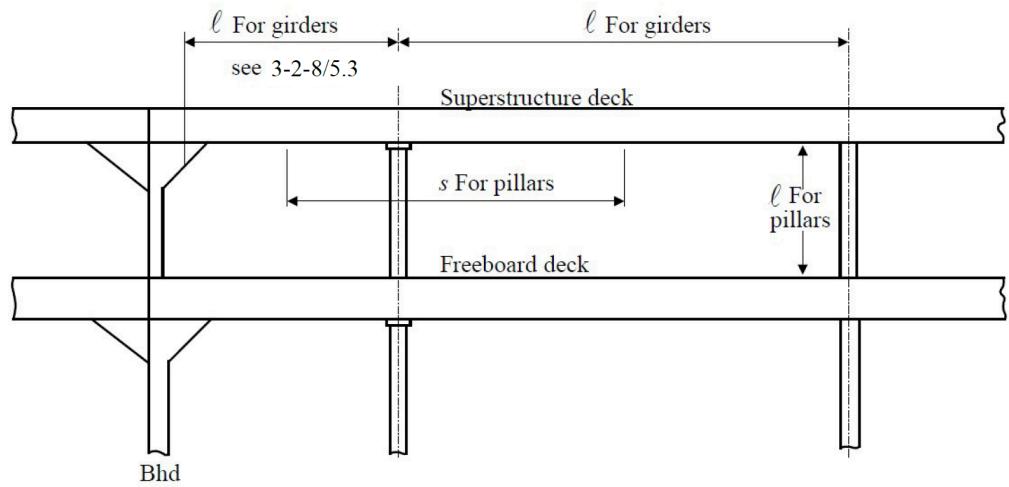 ℓ For girders
ℓ For girders
see 3-2-8/5.3
Superstructure deck
s For pillars
ℓ For
pillars
Freeboard deck
Bhd